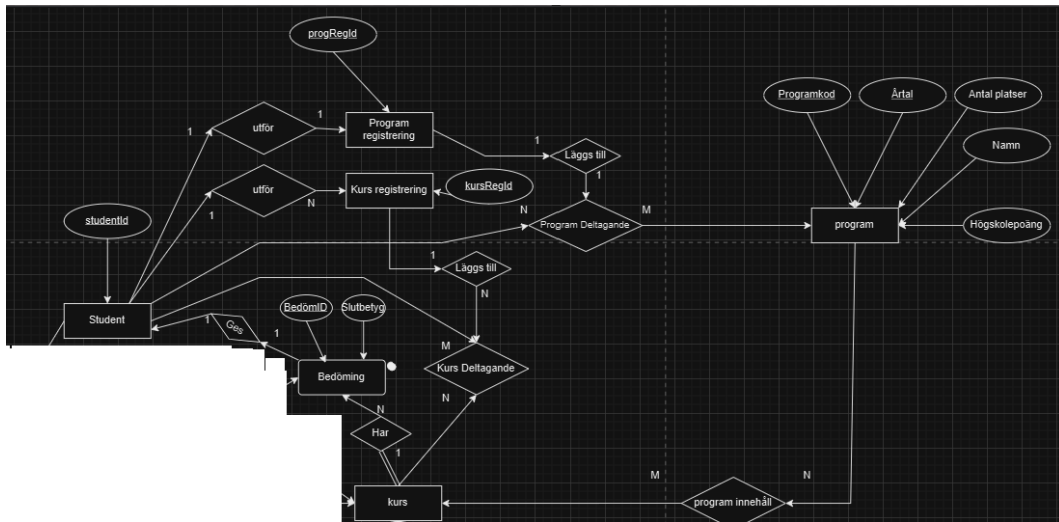 progRegId
Programkod
Årtal
Antal platser
1
utför
1
Program
registrering
1
Läggs till
Namn
1
utför
N
Kurs registrering
kursRegId
1
1
studentId
N
Program Deltagande
M
program
Högskolepoäng
1
Läggs till
N
Student
BedömID
Slutbetyg
Ges
1
1
M
Bedöming
Kurs Deltagande
N
N
Har
1
kurs
M
program innehåll
N